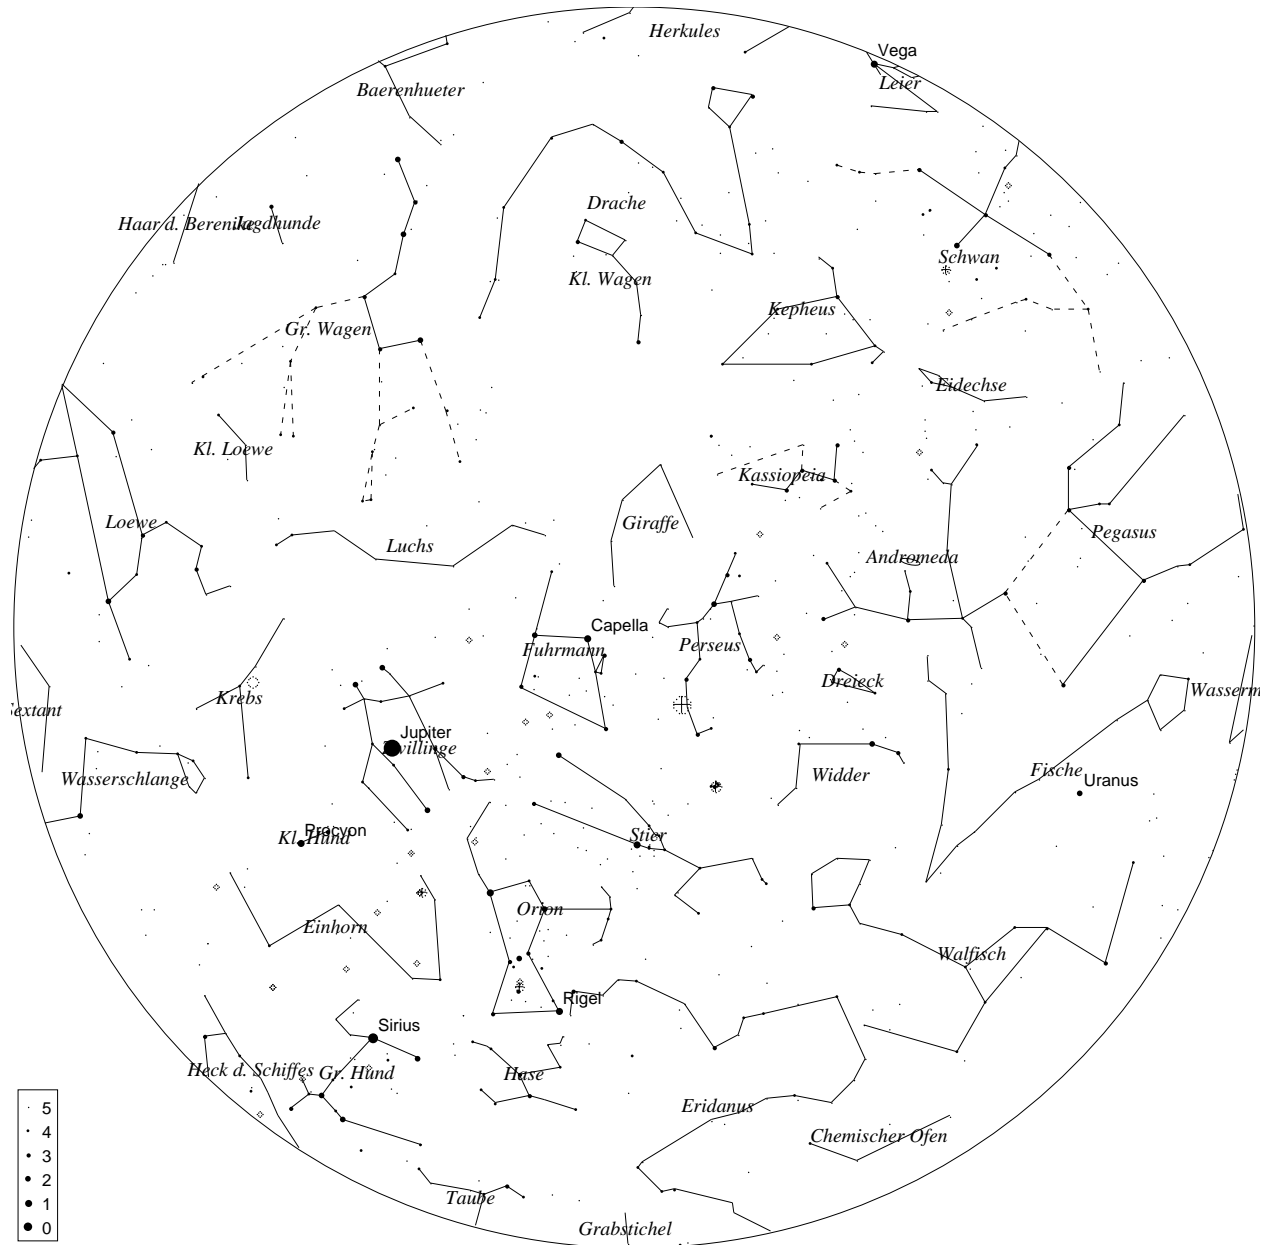 Herkules
Vega
Leier
Baerenhueter
Drache
Haar d. Berenike
Jagdhunde
Schwan
Kl. Wagen
Kepheus
Gr. Wagen
Eidechse
Kl. Loewe
Kassiopeia
Loewe
Giraffe
Pegasus
Luchs
Andromeda
Capella
Fuhrmann
Perseus
Dreieck
Krebs
Wasserm
extant
Jupiter
Zwillinge
Wasserschlange
Widder
Fische
Uranus
Procyon
Kl. Hund
Stier
Orion
Einhorn
Walfisch
Rigel
Sirius
Heck d. Schiffes
Gr. Hund
Hase
Eridanus
Chemischer Ofen
Taube
Grabstichel
5
4
3
2
1
0